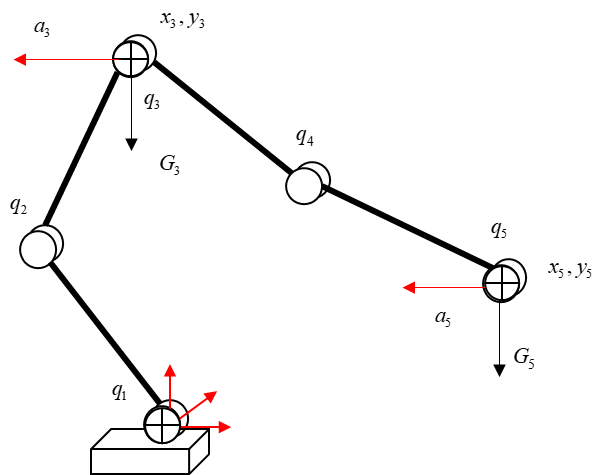 x₃, y₃
a₃
q₃
q₄
G₃
q₂
q₅
x₅, y₅
a₅
G₅
q₁